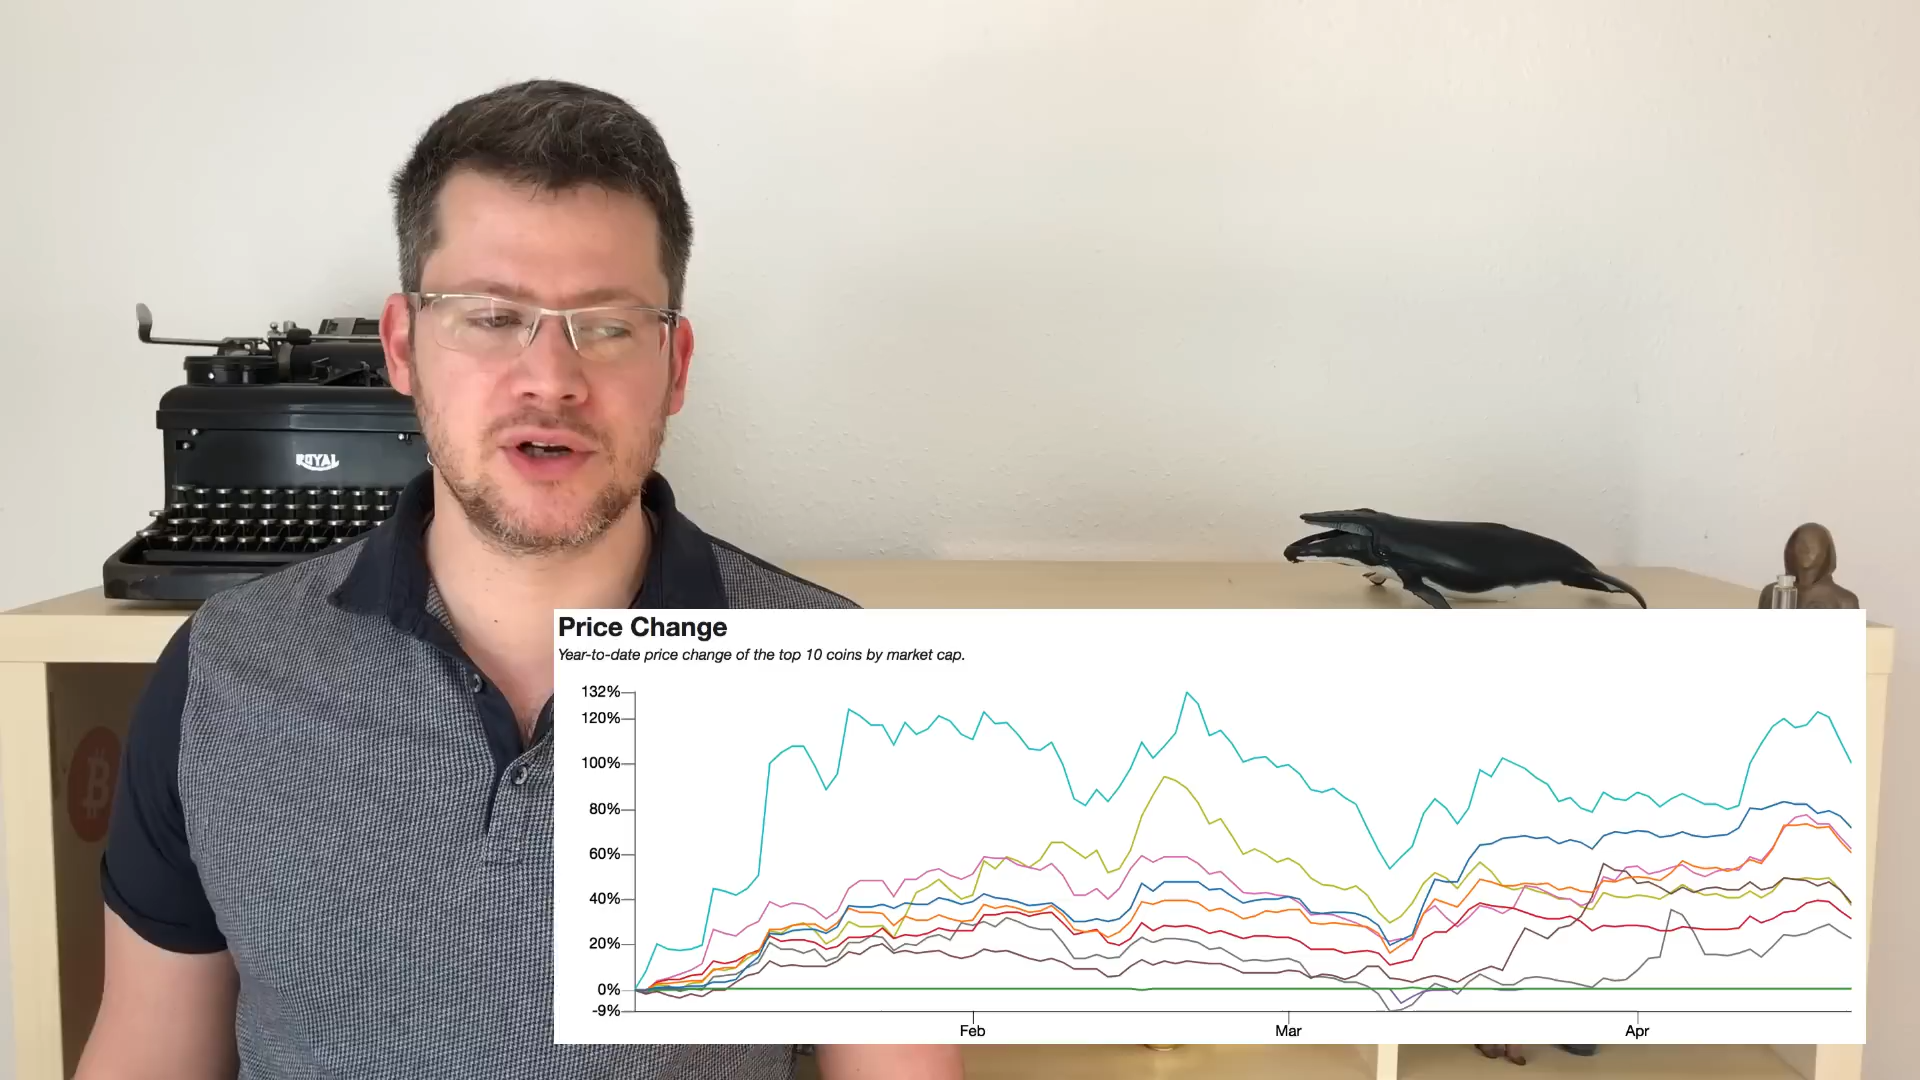 ROYAL
Price Change
Year-to-date price change of the top 10 coins by market cap.
132%
120%
100%
80%
60%
40%
20%
0%
-9%
Feb
Mar
Apr